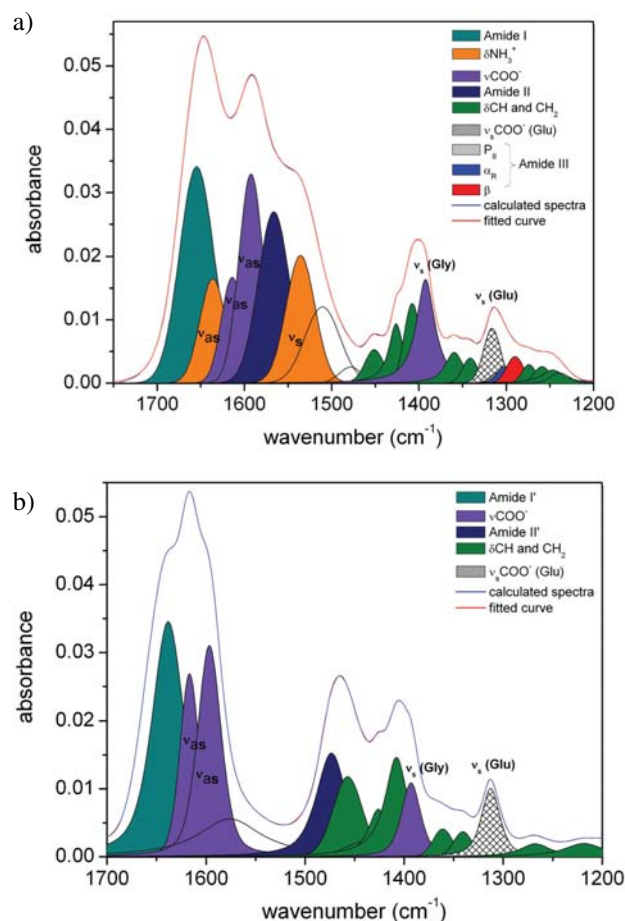 a)
Amide I
δNH₃⁺
νCOO⁻
Amide II
δCH and CH₂
νₛCOO⁻ (Glu)
P_II
α_R Amide III
β
calculated spectra
fitted curve
0.05
0.04
0.03
0.02
0.01
0.00
absorbance
νas
νas
νas
νs
νs (Gly)
νs (Glu)
1700 1600 1500 1400 1300 1200
wavenumber (cm⁻¹)
b)
Amide I'
νCOO⁻
Amide II'
δCH and CH₂
νₛCOO⁻ (Glu)
calculated spectra
fitted curve
0.05
0.04
0.03
0.02
0.01
0.00
absorbance
νas
νas
νs (Gly)
νs (Glu)
1700 1600 1500 1400 1300 1200
wavenumber (cm⁻¹)